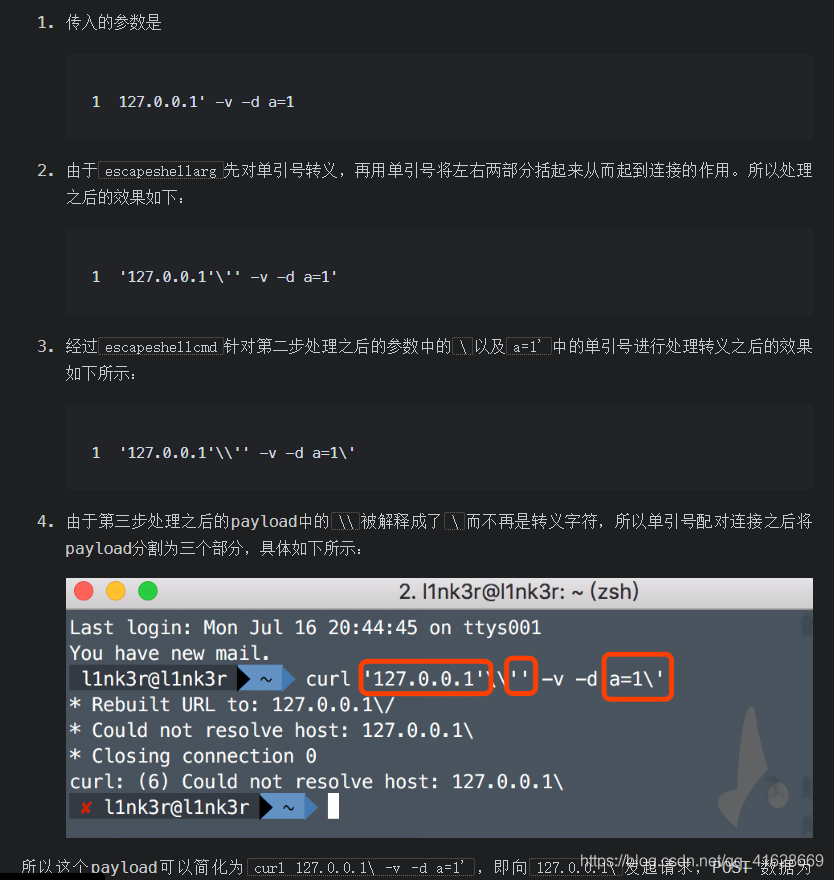 1. 传入的参数是
1 127.0.0.1' -v -d a=1
2. 由于escapeshellarg先对单引号转义，再用单引号将左右两部分括起来从而起到连接的作用。所以处理
之后的效果如下：
1 '127.0.0.1'\'' -v -d a=1'
3. 经过escapeshellcmd针对第二步处理之后的参数中的\以及a=1'中的单引号进行处理转义之后的效果
如下所示：
1 '127.0.0.1'\\'' -v -d a=1\'
4. 由于第三步处理之后的payload中的\\被解释成了\而不再是转义字符，所以单引号配对连接之后将
payload分割为三个部分，具体如下所示：
2. l1nk3r@l1nk3r: ~ (zsh)
Last login: Mon Jul 16 20:44:45 on ttys001
You have new mail.
l1nk3r@l1nk3r ~ curl '127.0.0.1'\\'' -v -d a=1\'
* Rebuilt URL to: 127.0.0.1\/
* Could not resolve host: 127.0.0.1\
* Closing connection 0
curl: (6) Could not resolve host: 127.0.0.1\
✘ l1nk3r@l1nk3r ~
所以这个payload可以简化为curl 127.0.0.1\ -v -d a=1'，即向127.0.0.1\发起请求，POST 数据为
https://blog.csdn.net/qq_41628669